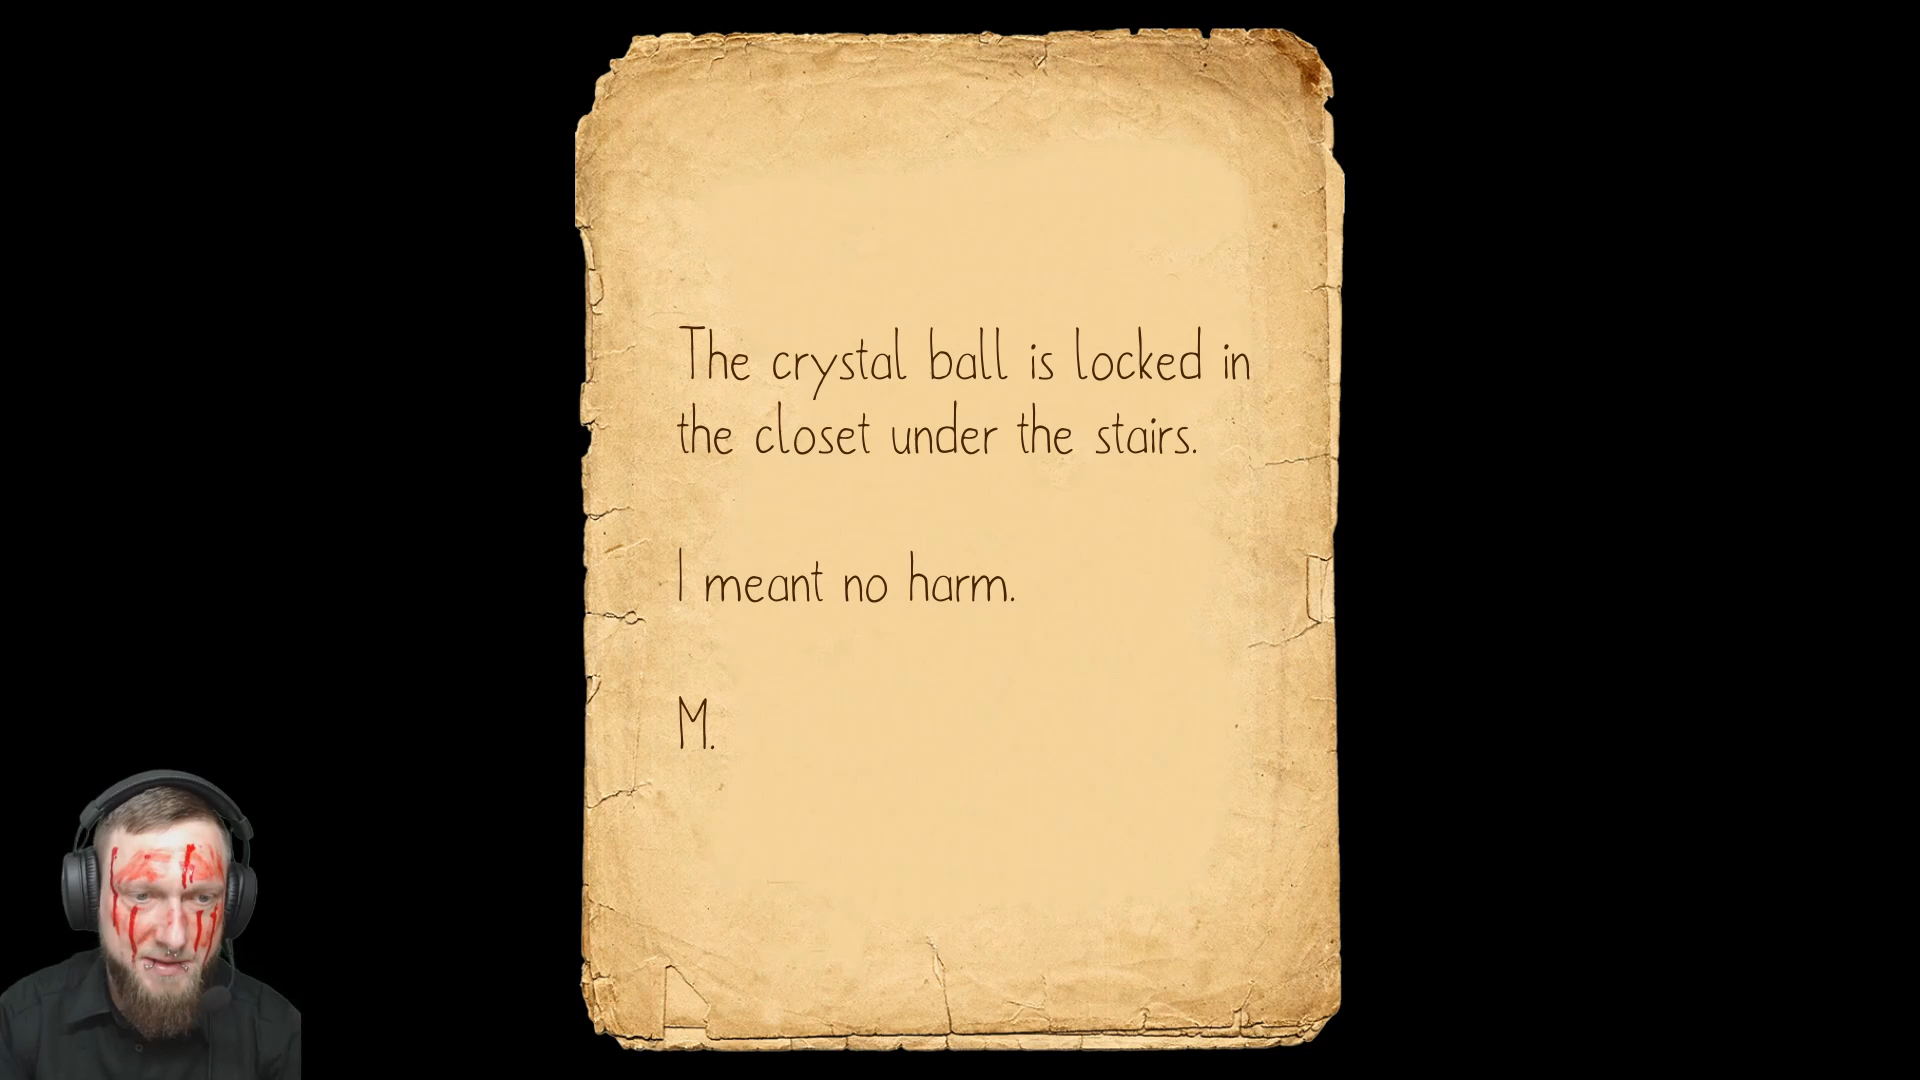 The crystal ball is locked in
the closet under the stairs.
I meant no harm.
M.